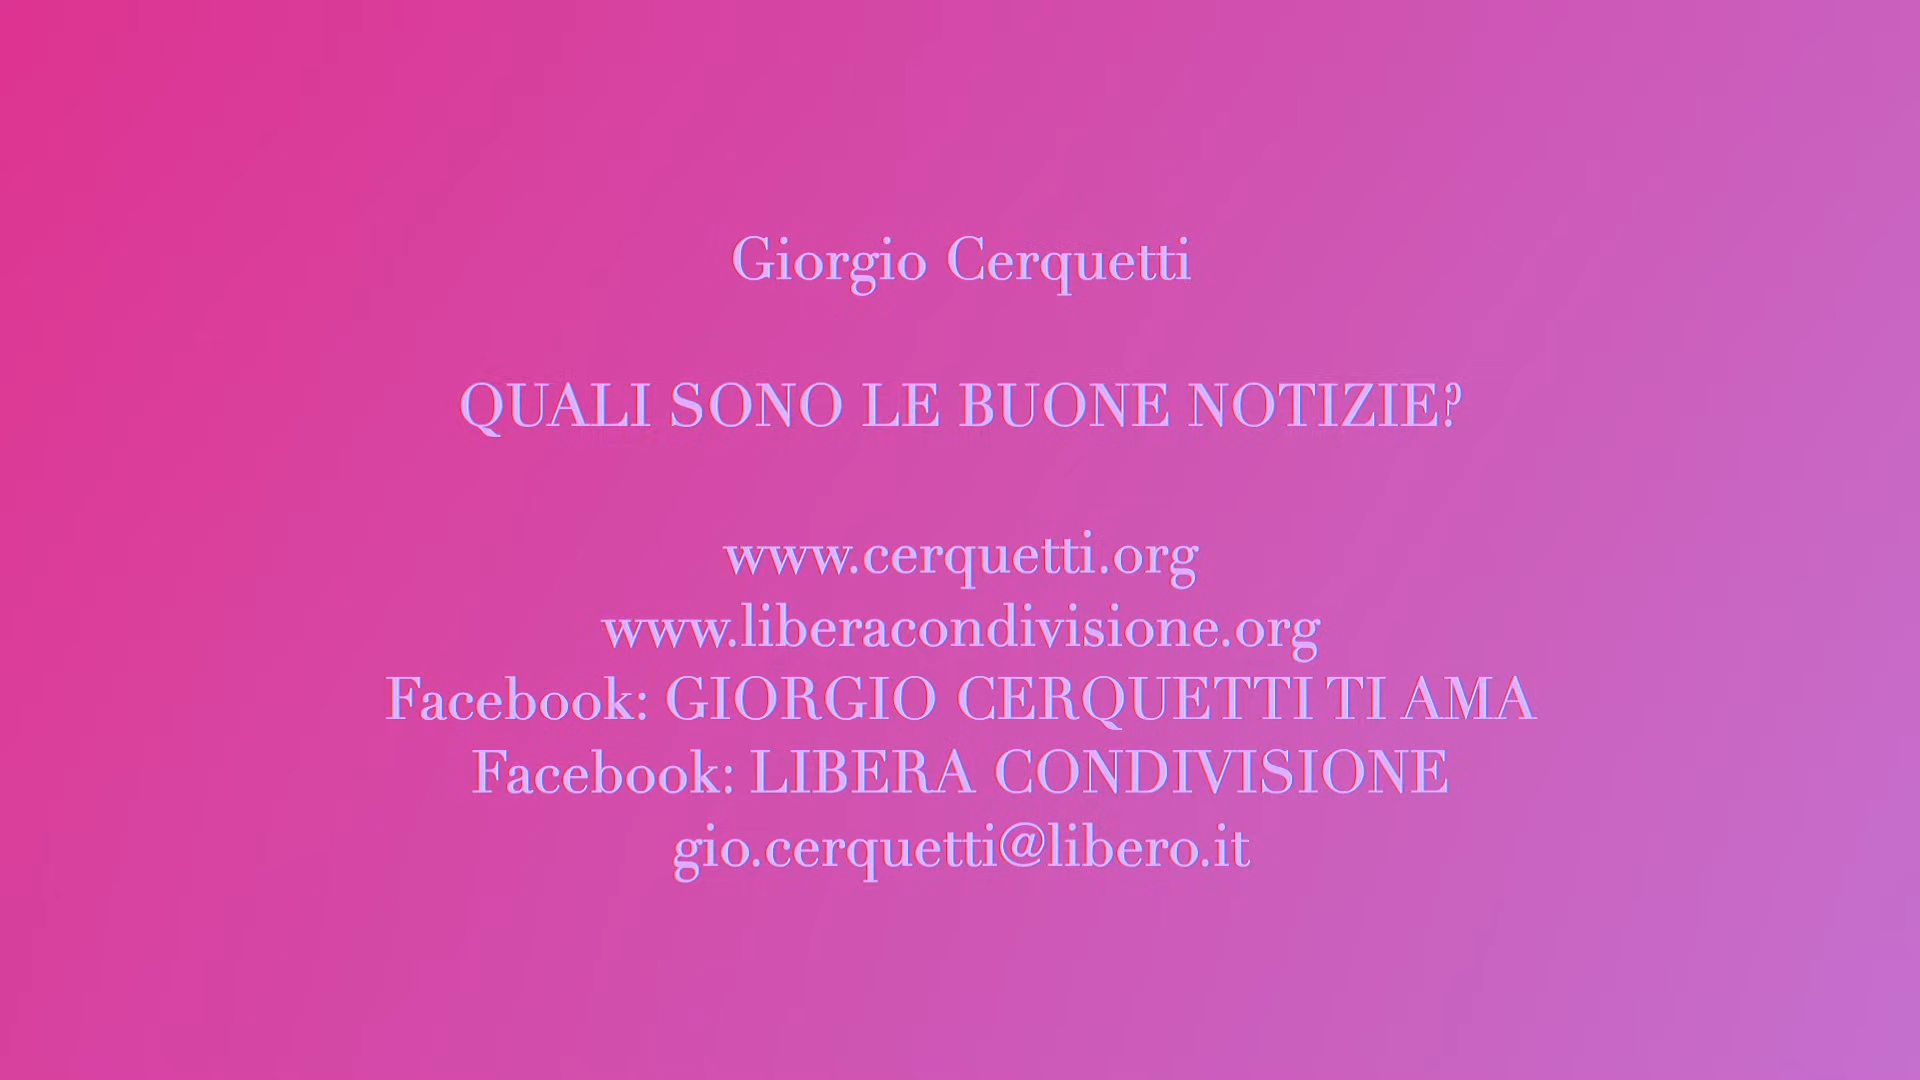 Giorgio Cerquetti
QUALI SONO LE BUONE NOTIZIE?
www.cerquetti.org
www.liberacondivisione.org
Facebook: GIORGIO CERQUETTI TI AMA
Facebook: LIBERA CONDIVISIONE
gio.cerquetti@libero.it